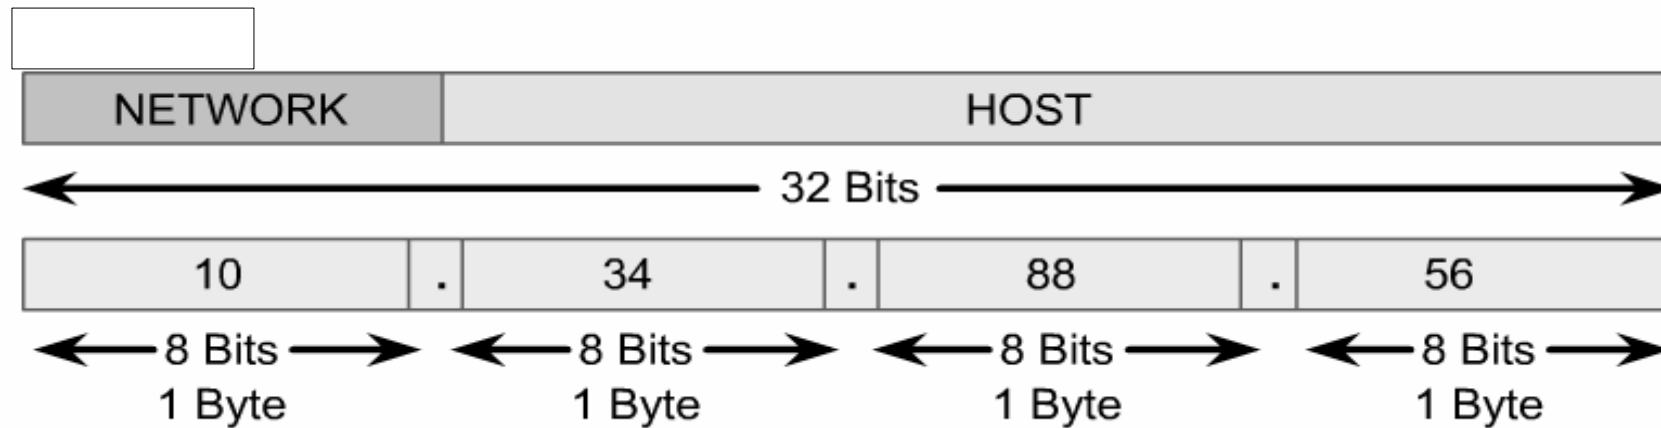 NETWORK HOST
32 Bits
10 . 34 . 88 . 56
8 Bits 8 Bits 8 Bits 8 Bits
1 Byte 1 Byte 1 Byte 1 Byte